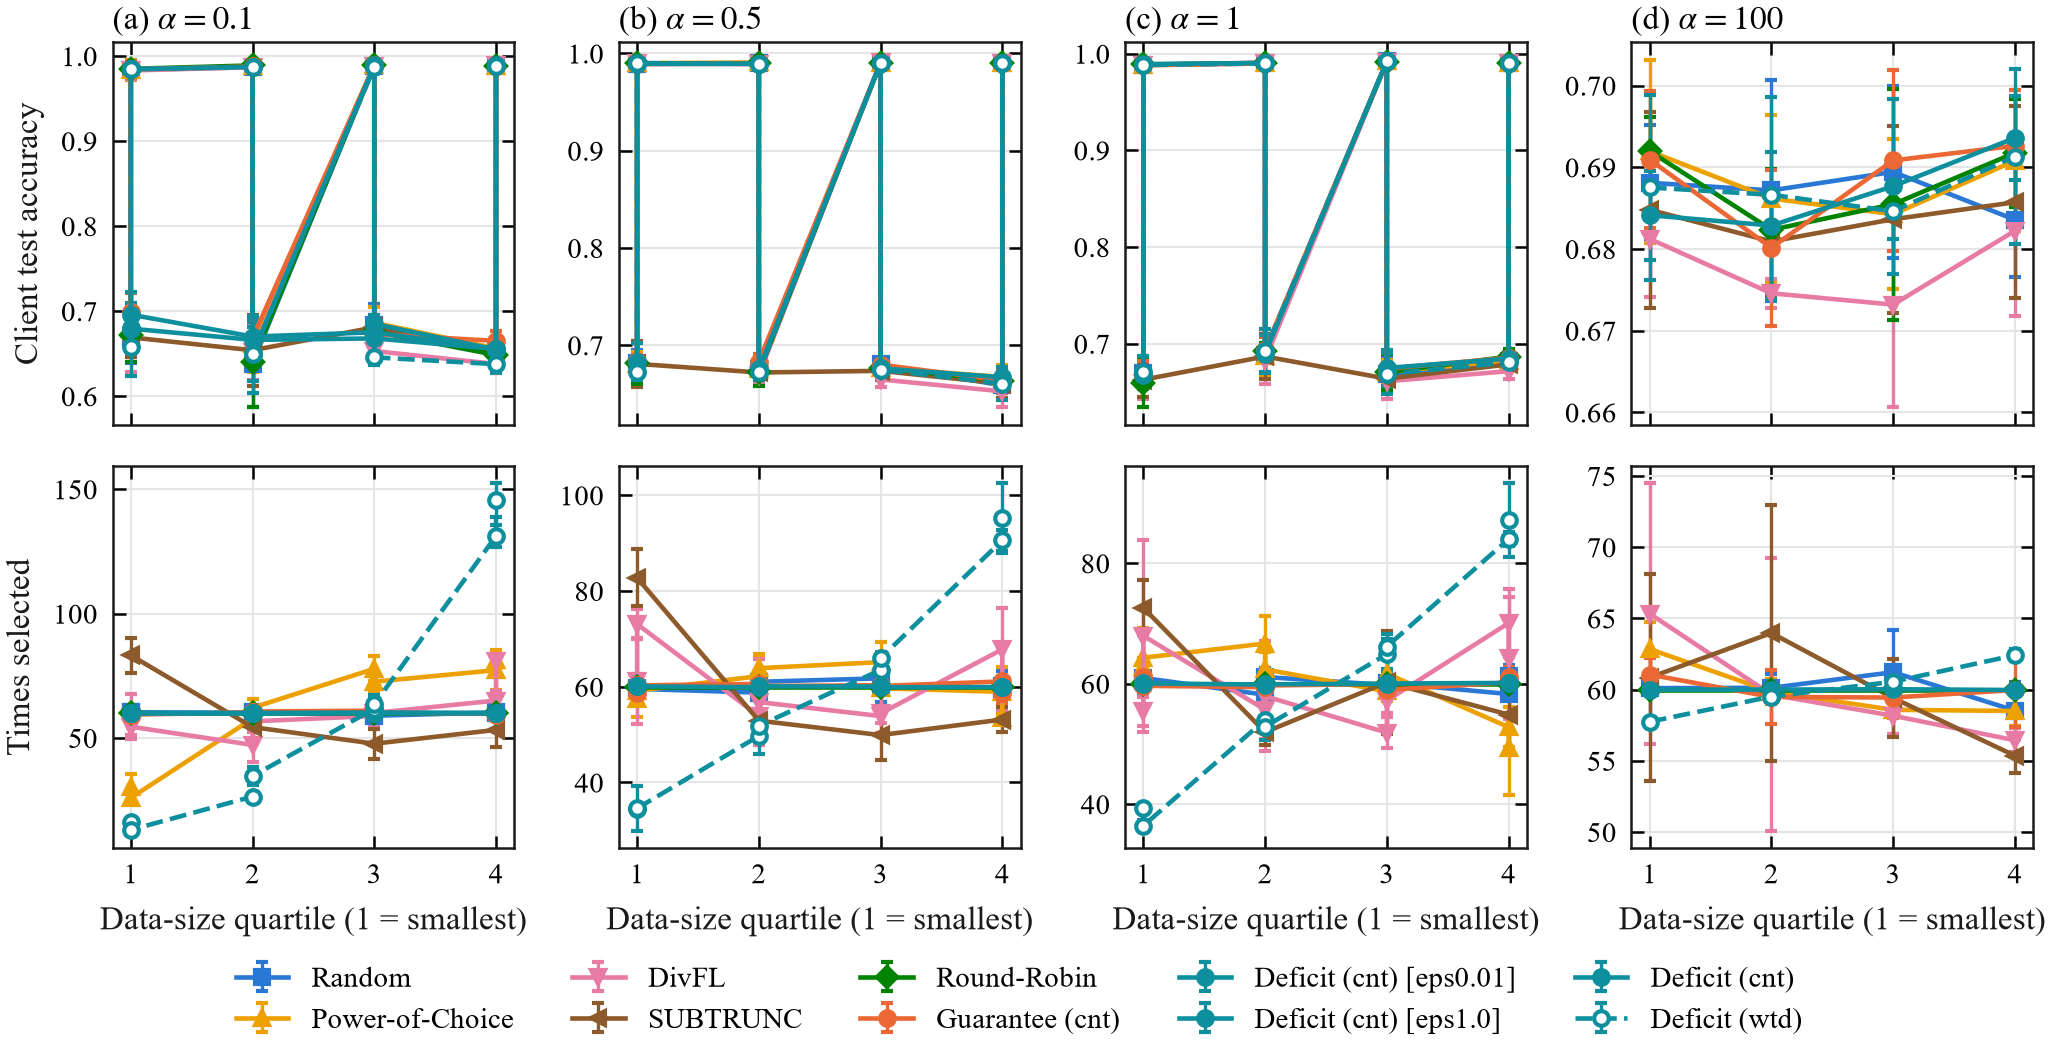 (a) α = 0.1
(b) α = 0.5
(c) α = 1
(d) α = 100
Client test accuracy
1.0
0.9
0.8
0.7
0.6
1.0
0.9
0.8
0.7
1.0
0.9
0.8
0.7
0.70
0.69
0.68
0.67
0.66
Times selected
150
100
50
100
80
60
40
80
60
40
75
70
65
60
55
50
1 2 3 4
1 2 3 4
1 2 3 4
1 2 3 4
Data-size quartile (1 = smallest)
Data-size quartile (1 = smallest)
Data-size quartile (1 = smallest)
Data-size quartile (1 = smallest)
Random
DivFL
Round-Robin
Deficit (cnt) [eps0.01]
Deficit (cnt)
Power-of-Choice
SUBTRUNC
Guarantee (cnt)
Deficit (cnt) [eps1.0]
Deficit (wtd)